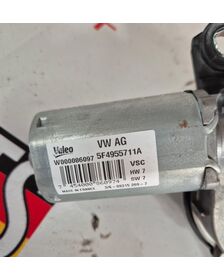 Valeo VW AG
W000086097 5F4955711A
VSC
HW 7
SW 7
MADE IN FRANCE